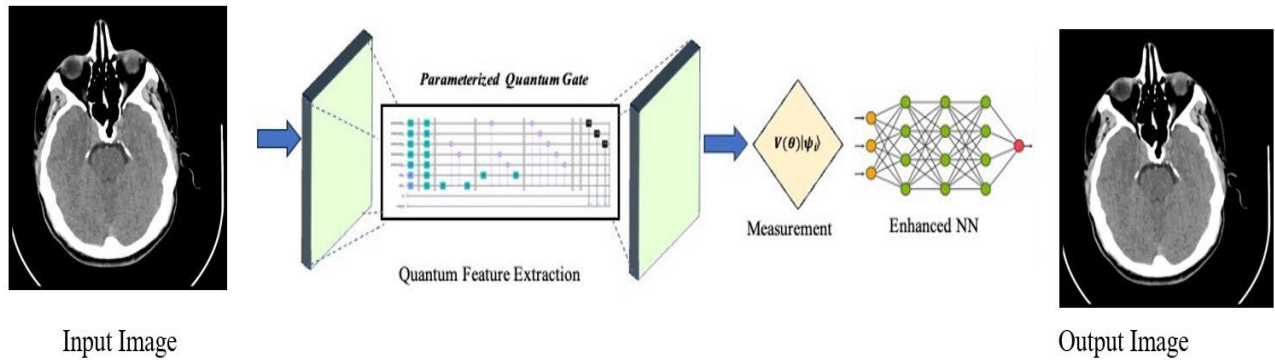 Parameterized Quantum Gate
V(θ)|ψᵢ⟩
Measurement
Enhanced NN
Quantum Feature Extraction
Input Image
Output Image